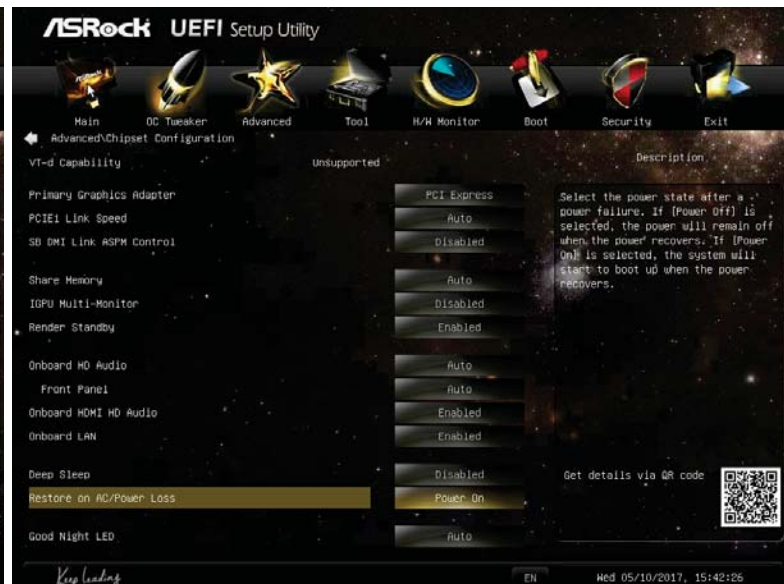 ASRock UEFI Setup Utility
Main OC Tweaker Advanced Tool H/W Monitor Boot Security Exit
Advanced\Chipset Configuration
VT-d Capability Unsupported
Description
Primary Graphics Adapter PCI Express
PCIE1 Link Speed Auto
SB DMI Link ASPM Control Disabled
Share Memory Auto
IGPU Multi-Monitor Disabled
Render Standby Enabled
Onboard HD Audio Auto
Front Panel Auto
Onboard HDMI HD Audio Enabled
Onboard LAN Enabled
Deep Sleep Disabled
Restore on AC/Power Loss Power On
Good Night LED Auto
Select the power state after a
power failure. If [Power Off] is
selected, the power will remain off
when the power recovers. If [Power
On] is selected, the system will
start to boot up when the power
recovers.
Get details via QR code
Keep Leading
EN Wed 05/10/2017, 15:42:26